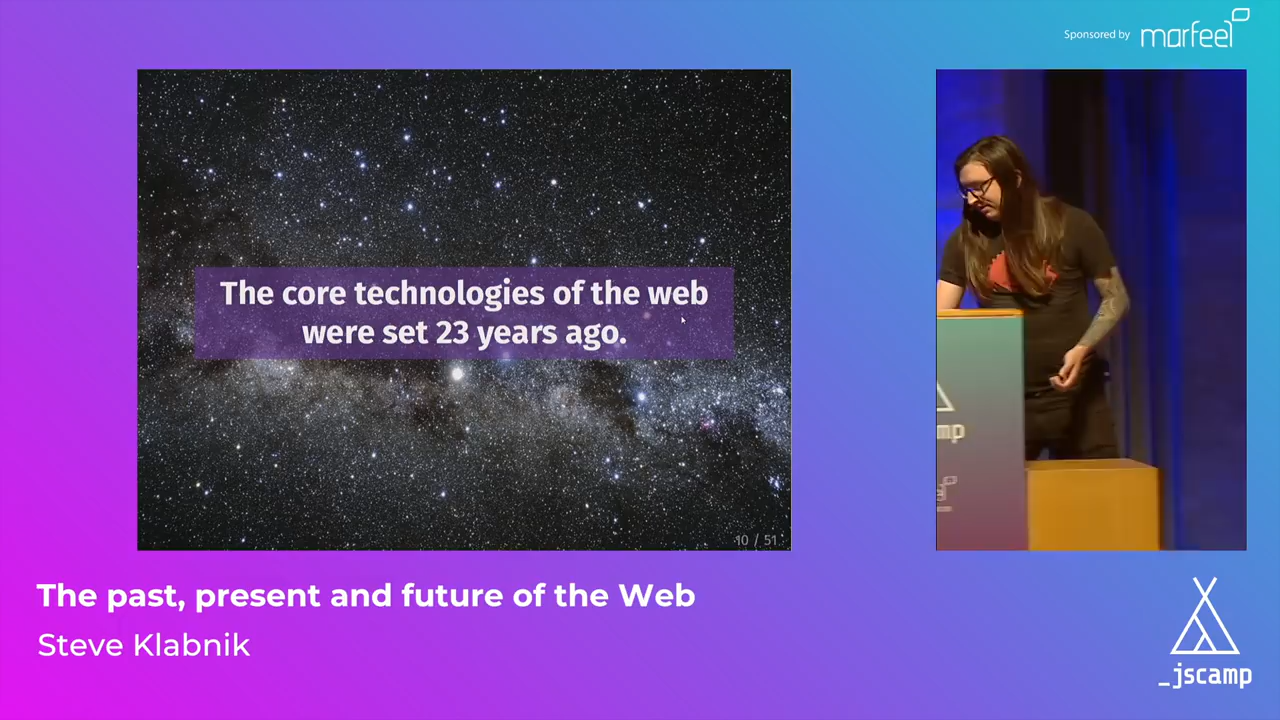 Sponsored by marfeel
The core technologies of the web
were set 23 years ago.
10 / 51
mp
The past, present and future of the Web
Steve Klabnik
_jscamp